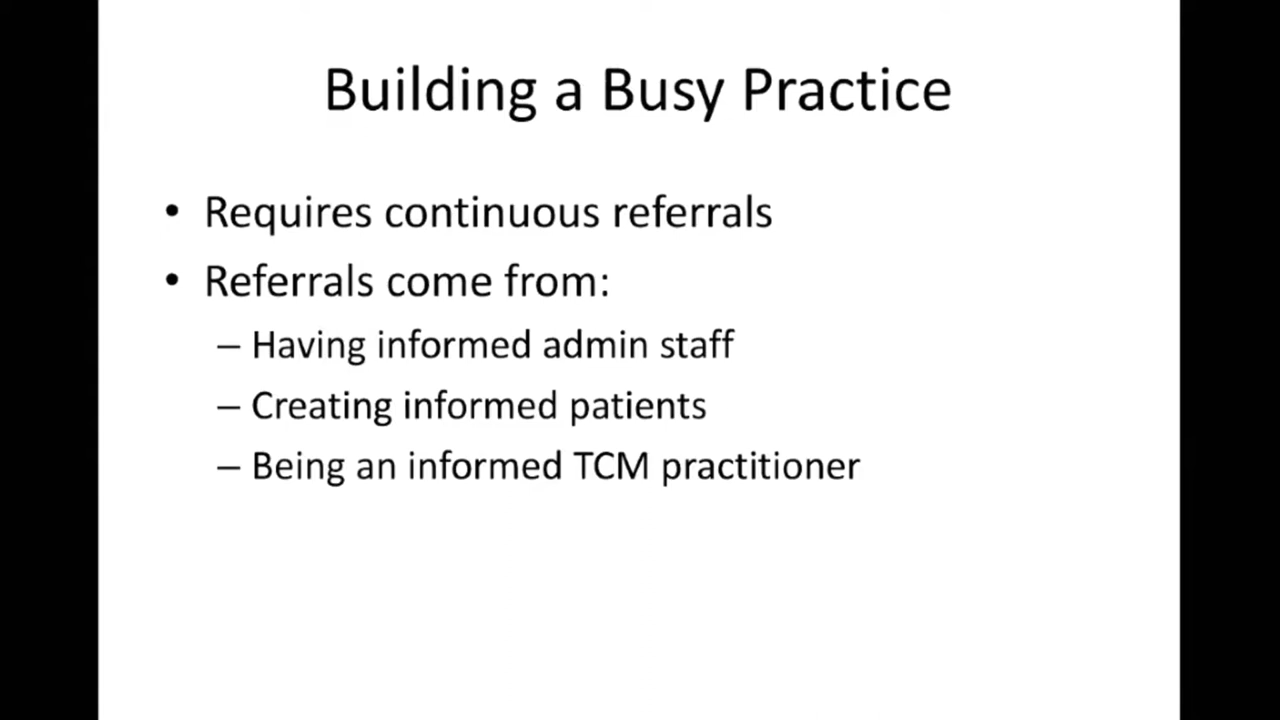 Building a Busy Practice
• Requires continuous referrals
• Referrals come from:
– Having informed admin staff
– Creating informed patients
– Being an informed TCM practitioner